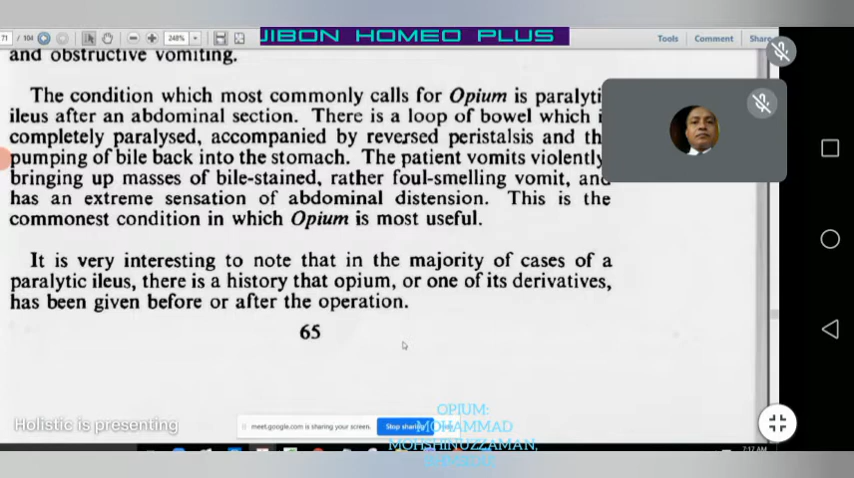 71 / 104
248%
JIBON HOMEO PLUS
Tools Comment Share
and obstructive vomiting.
The condition which most commonly calls for Opium is paralyti
ileus after an abdominal section. There is a loop of bowel which i
completely paralysed, accompanied by reversed peristalsis and th
pumping of bile back into the stomach. The patient vomits violently
bringing up masses of bile-stained, rather foul-smelling vomit, and
has an extreme sensation of abdominal distension. This is the
commonest condition in which Opium is most useful.
It is very interesting to note that in the majority of cases of a
paralytic ileus, there is a history that opium, or one of its derivatives,
has been given before or after the operation.
65
Holistic is presenting
meet.google.com is sharing your screen.
Stop sharing
OPIUM:
MOHAMMAD
MOHSHINUZZAMAN,
7:17 AM